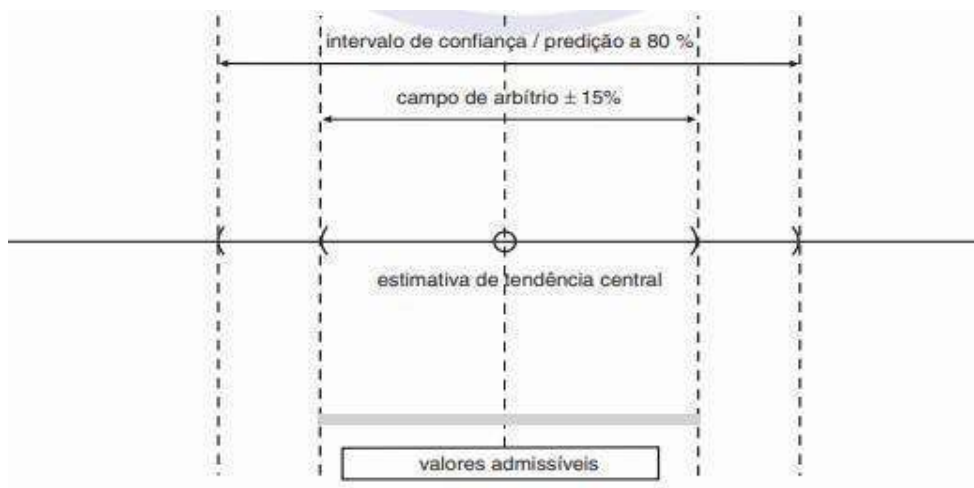 intervalo de confiança / predição a 80 %
campo de arbítrio ± 15%
estimativa de tendência central
valores admissíveis